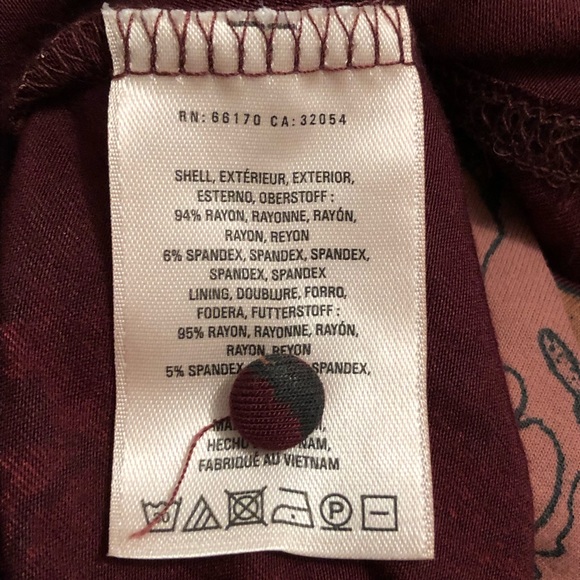 RN: 66170 CA: 32054
SHELL, EXTÉRIEUR, EXTERIOR,
ESTERNO, OBERSTOFF :
94% RAYON, RAYONNE, RAYÓN,
RAYON, REYON
6% SPANDEX, SPANDEX, SPANDEX,
SPANDEX, SPANDEX
LINING, DOUBLURE, FORRO,
FODERA, FUTTERSTOFF :
95% RAYON, RAYONNE, RAYÓN,
RAYON, REYON
5% SPANDEX
FABRIQUÉ AU VIETNAM
30
P